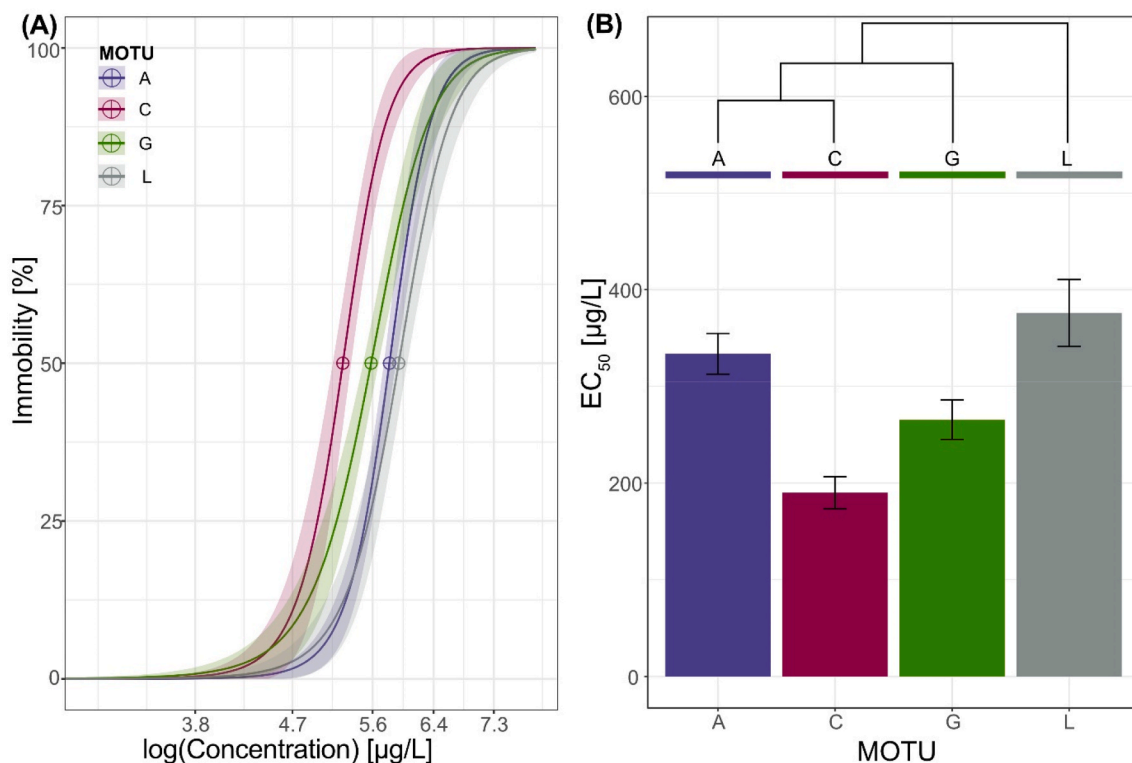 (A)
MOTU
A
C
G
L
100
75
50
25
0
Immobility [%]
3.8 4.7 5.6 6.4 7.3
log(Concentration) [µg/L]
(B)
A C G L
600
400
200
0
EC50 [µg/L]
A C G L
MOTU